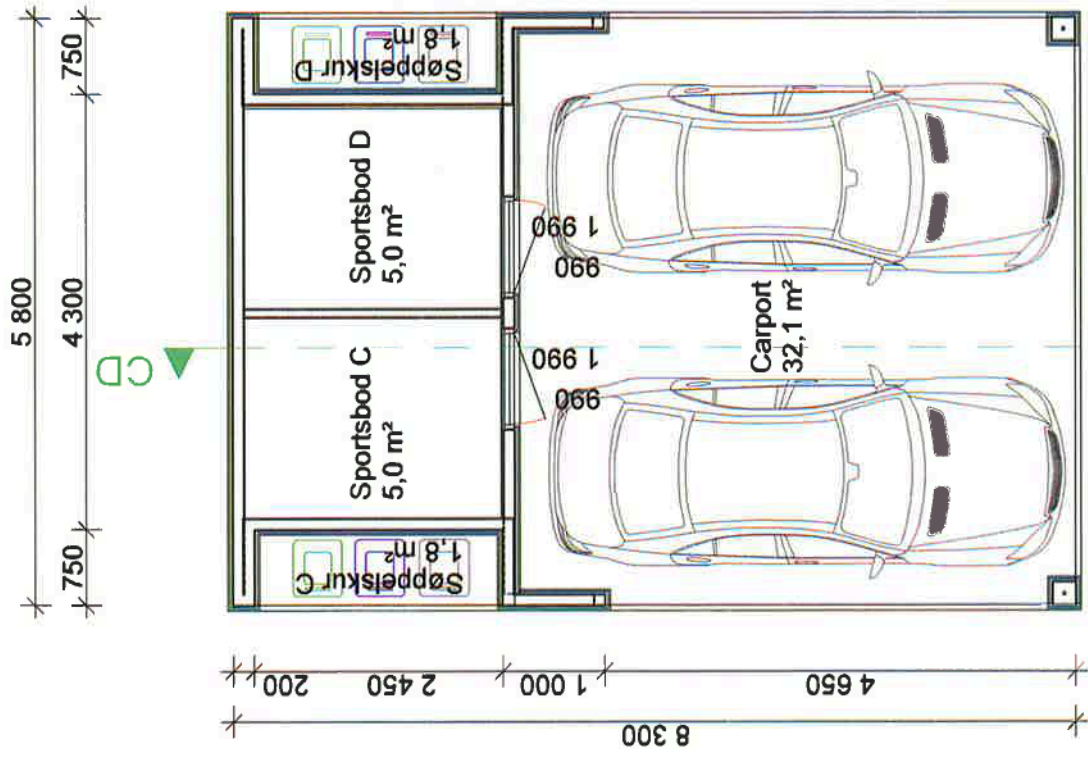 5 800
750
4 300
750
CD
Søppelskur D
1,8 m²
Sportsbod D
5,0 m²
Sportsbod C
5,0 m²
Søppelskur C
1,8 m²
990
1 990
990
1 990
Carport
32,1 m²
200
2 450
1 000
4 650
8 300